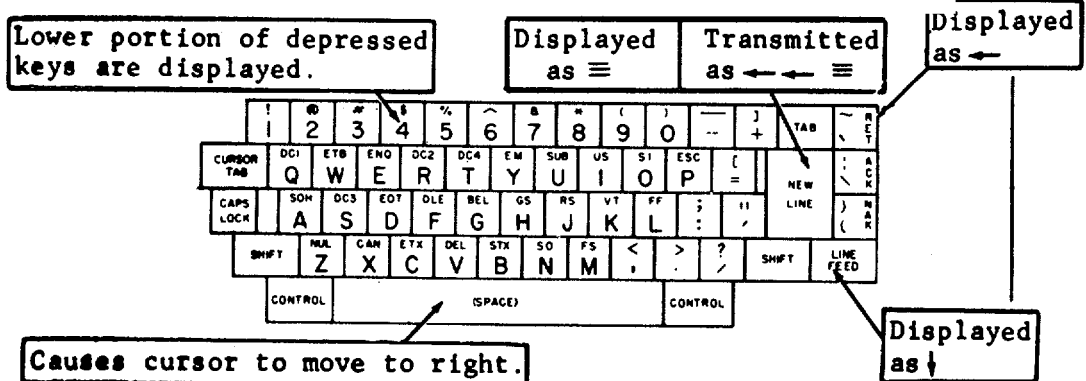 Lower portion of depressed
keys are displayed.
Displayed
as ≡
Transmitted
as ← ← ≡
Displayed
as ←
! @ # $ % ^ & * ( ) — ] ~
1 2 3 4 5 6 7 8 9 0 -- + TAB \ RET
CURSOR TAB DC1 ETB ENQ DC2 DC4 EM SUB US SI ESC [ ¦ ACK
Q W E R T Y U I O P = NEW LINE \
CAPS LOCK SOH DC3 EOT DLE BEL GS RS VT FF ; " } NAK
A S D F G H J K L : ' {
SHIFT NUL CAN ETX DEL STX SO FS < > ? SHIFT LINE FEED
Z X C V B N M , . /
CONTROL (SPACE) CONTROL
Causes cursor to move to right.
Displayed
as ↓